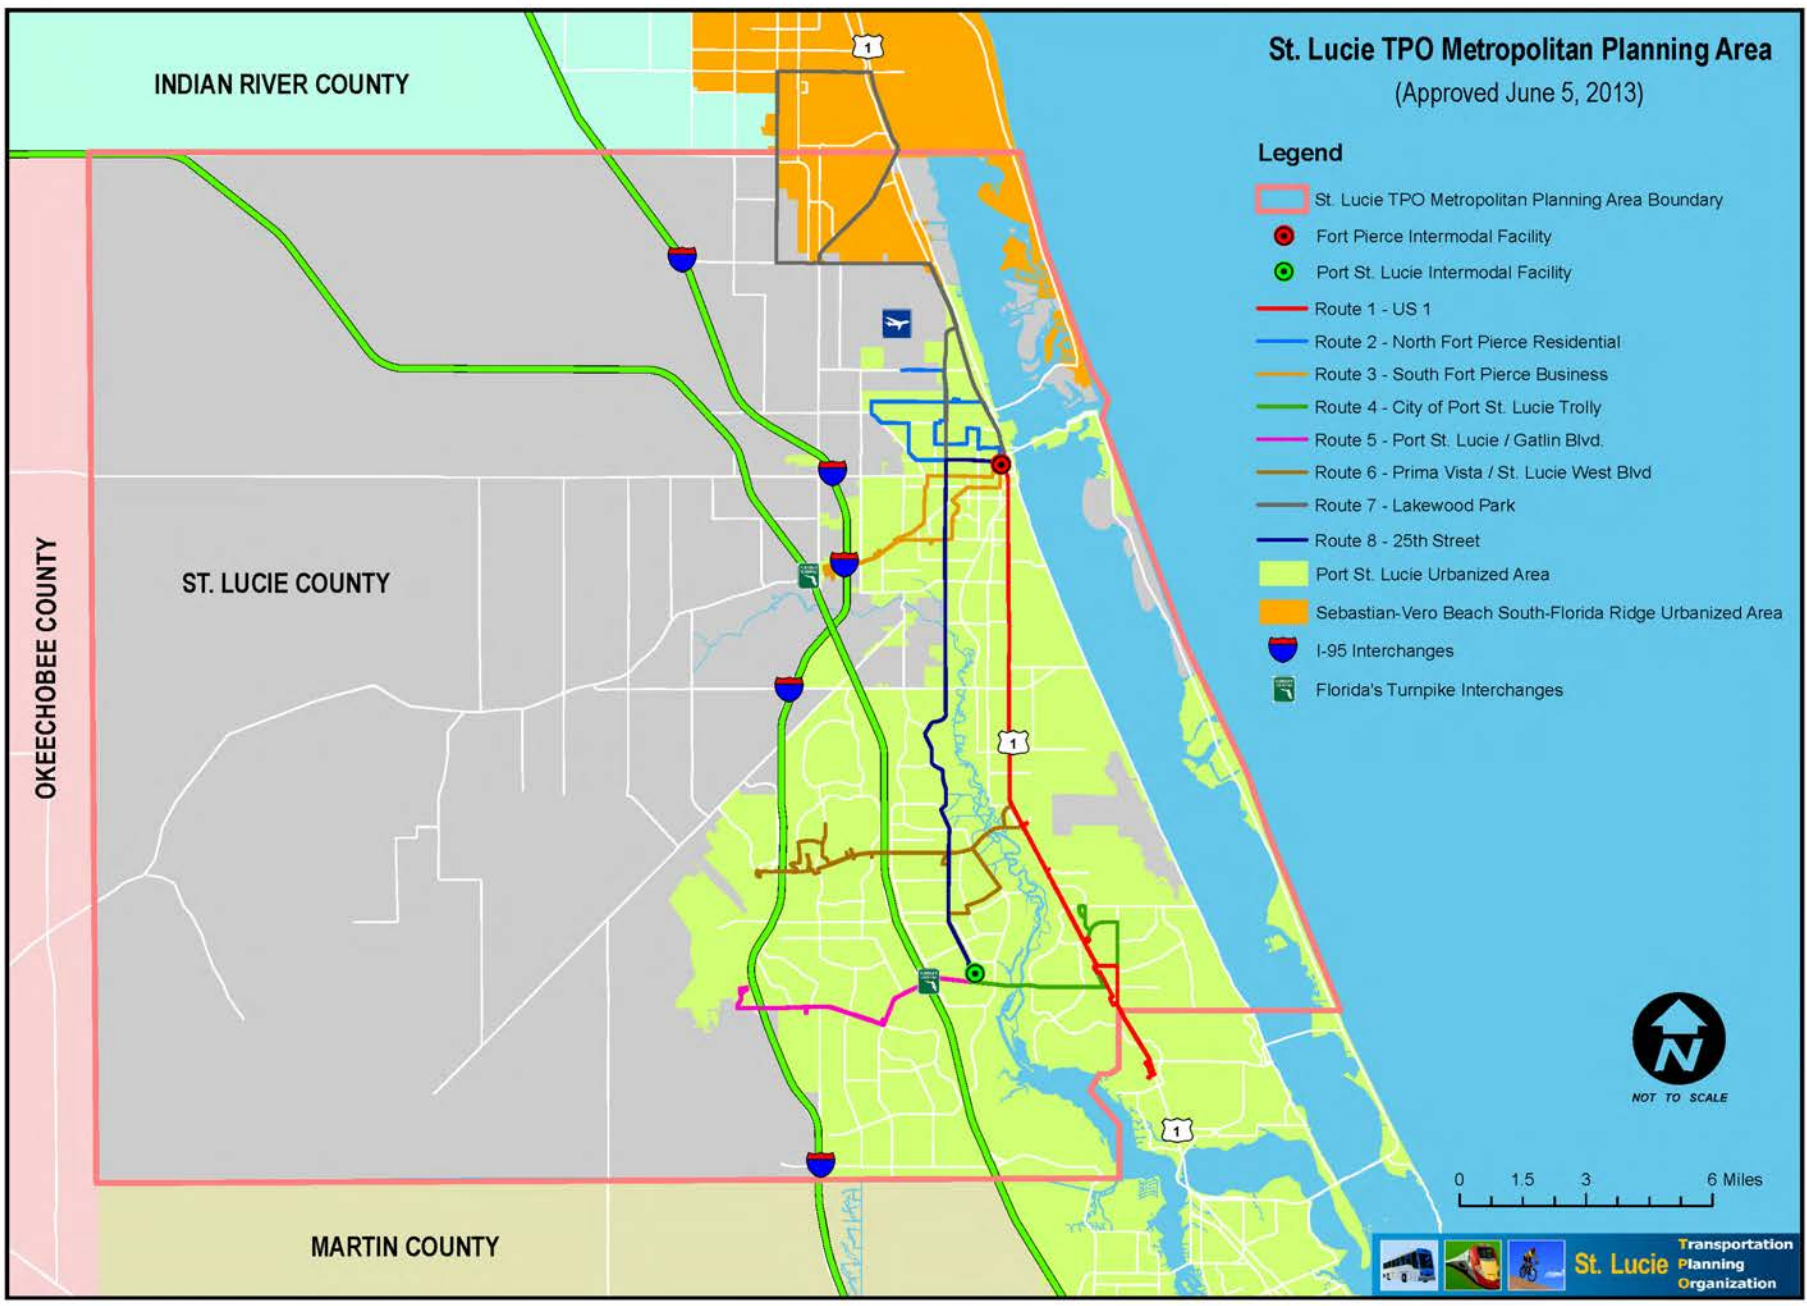 St. Lucie TPO Metropolitan Planning Area
(Approved June 5, 2013)
Legend
St. Lucie TPO Metropolitan Planning Area Boundary
Fort Pierce Intermodal Facility
Port St. Lucie Intermodal Facility
Route 1 - US 1
Route 2 - North Fort Pierce Residential
Route 3 - South Fort Pierce Business
Route 4 - City of Port St. Lucie Trolly
Route 5 - Port St. Lucie / Gatlin Blvd.
Route 6 - Prima Vista / St. Lucie West Blvd
Route 7 - Lakewood Park
Route 8 - 25th Street
Port St. Lucie Urbanized Area
Sebastian-Vero Beach South-Florida Ridge Urbanized Area
I-95 Interchanges
Florida's Turnpike Interchanges
INDIAN RIVER COUNTY
1
OKEECHOBEE COUNTY
ST. LUCIE COUNTY
1
1
MARTIN COUNTY
N
NOT TO SCALE
0 1.5 3 6 Miles
St. Lucie
Transportation
Planning
Organization